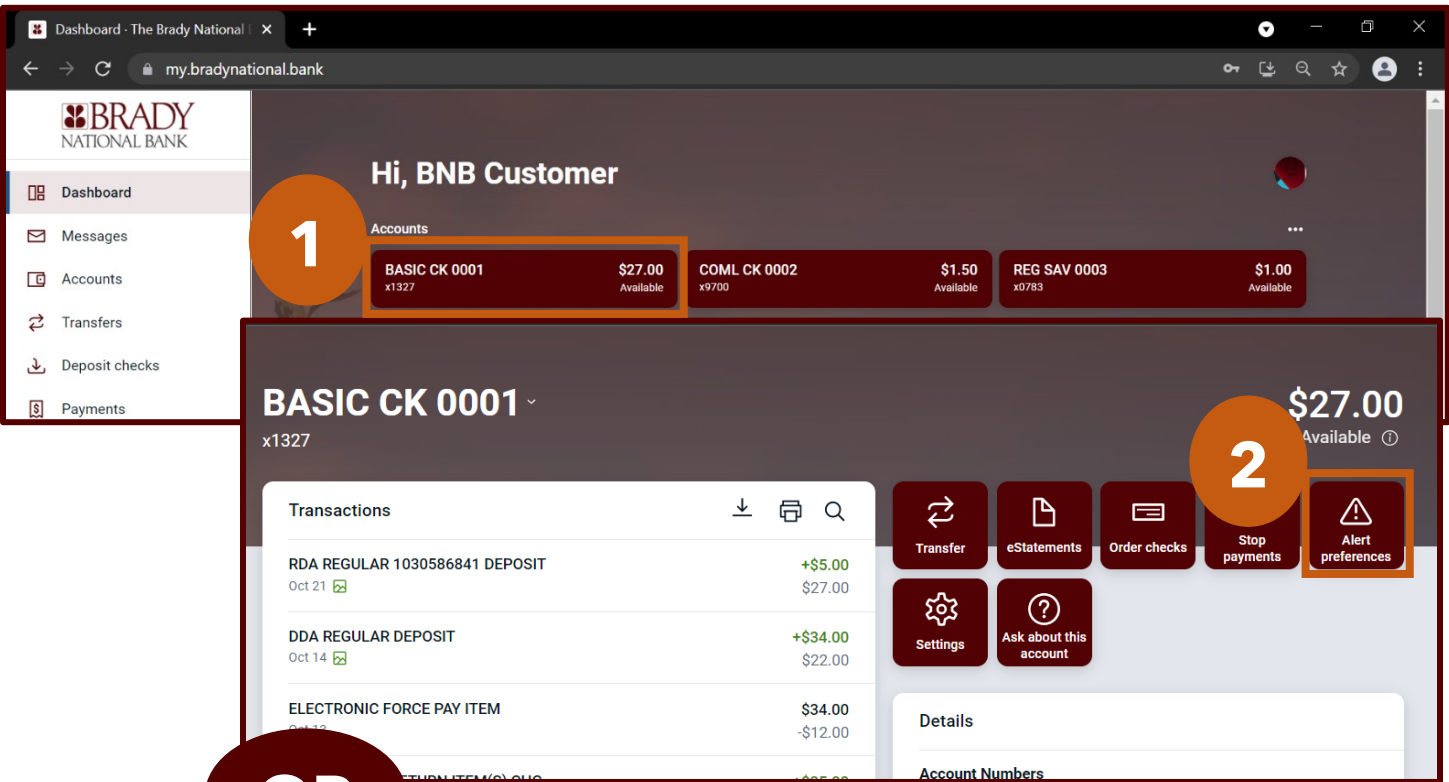 Dashboard · The Brady National
my.bradynational.bank
BRADY
NATIONAL BANK
Dashboard
Messages
Accounts
Transfers
Deposit checks
Payments
Hi, BNB Customer
1
Accounts
BASIC CK 0001 $27.00
x1327 Available
COML CK 0002 $1.50
x9700 Available
REG SAV 0003 $1.00
x0783 Available
BASIC CK 0001
x1327
$27.00
Available
2
Transactions
RDA REGULAR 1030586841 DEPOSIT +$5.00
Oct 21 $27.00
DDA REGULAR DEPOSIT +$34.00
Oct 14 $22.00
ELECTRONIC FORCE PAY ITEM $34.00
-$12.00
Transfer
eStatements
Order checks
Stop
payments
Alert
preferences
Settings
Ask about this
account
Details
Account Numbers
OR